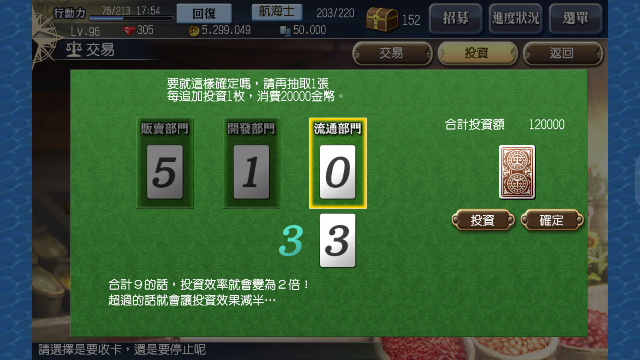 行動力 76/213 17:54 回復 航海士 203/220 152 招募 進度狀況 選單
Lv.96 305 5,299,049 50.000
交易 交易 投資 返回
要就這樣確定嗎，請再抽取1張
每追加投資1枚，消費20000金幣。
販賣部門 開發部門 流通部門
合計投資額 120000
5 1 0
投資 確定
3 3
合計９的話，投資效率就會變為２倍！
超過的話就會讓投資效果減半…
請選擇是要收卡，還是要停止呢